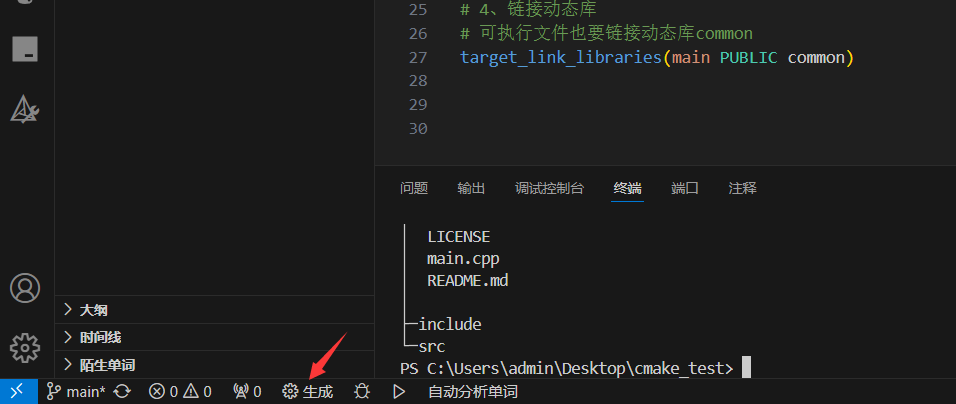 25 # 4、链接动态库
26 # 可执行文件也要链接动态库common
27 target_link_libraries(main PUBLIC common)
28
29
30
问题 输出 调试控制台 终端 端口 注释
LICENSE
main.cpp
README.md
include
src
PS C:\Users\admin\Desktop\cmake_test>
大纲
时间线
陌生单词
main* 0 0 0 生成 自动分析单词